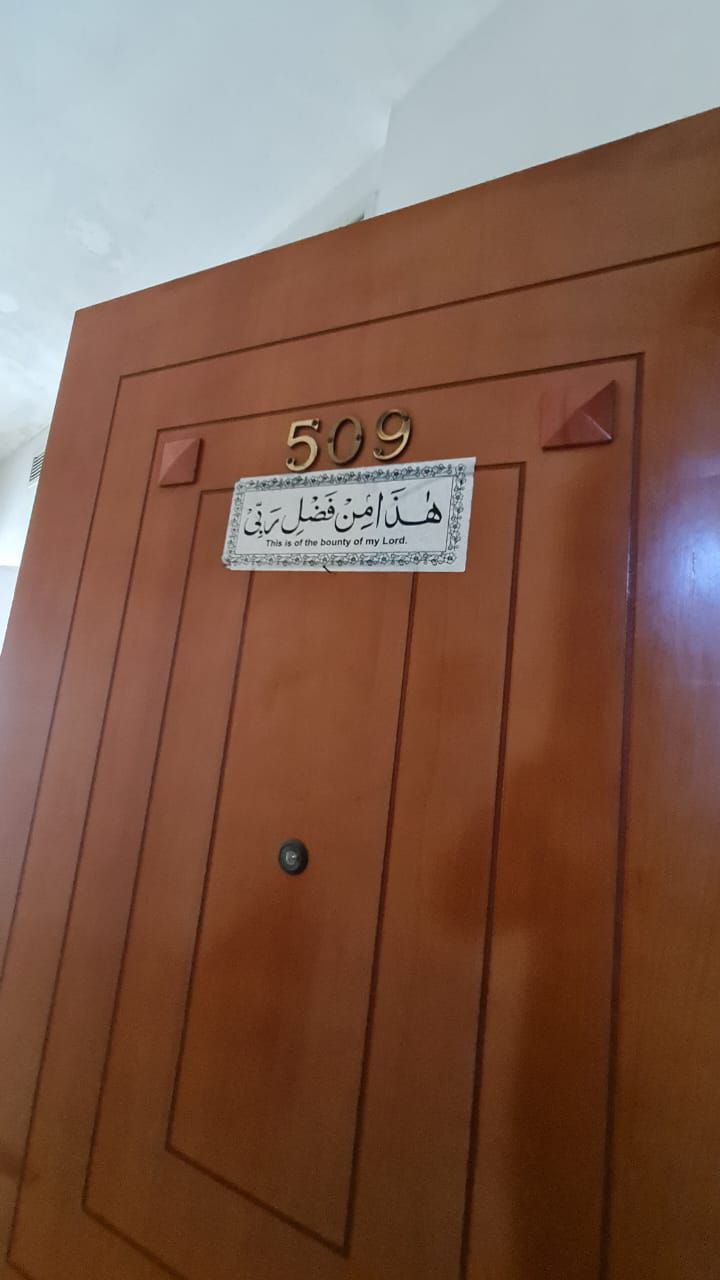 509
هَٰذَا مِنْ فَضْلِ رَبِّي
This is of the bounty of my Lord.